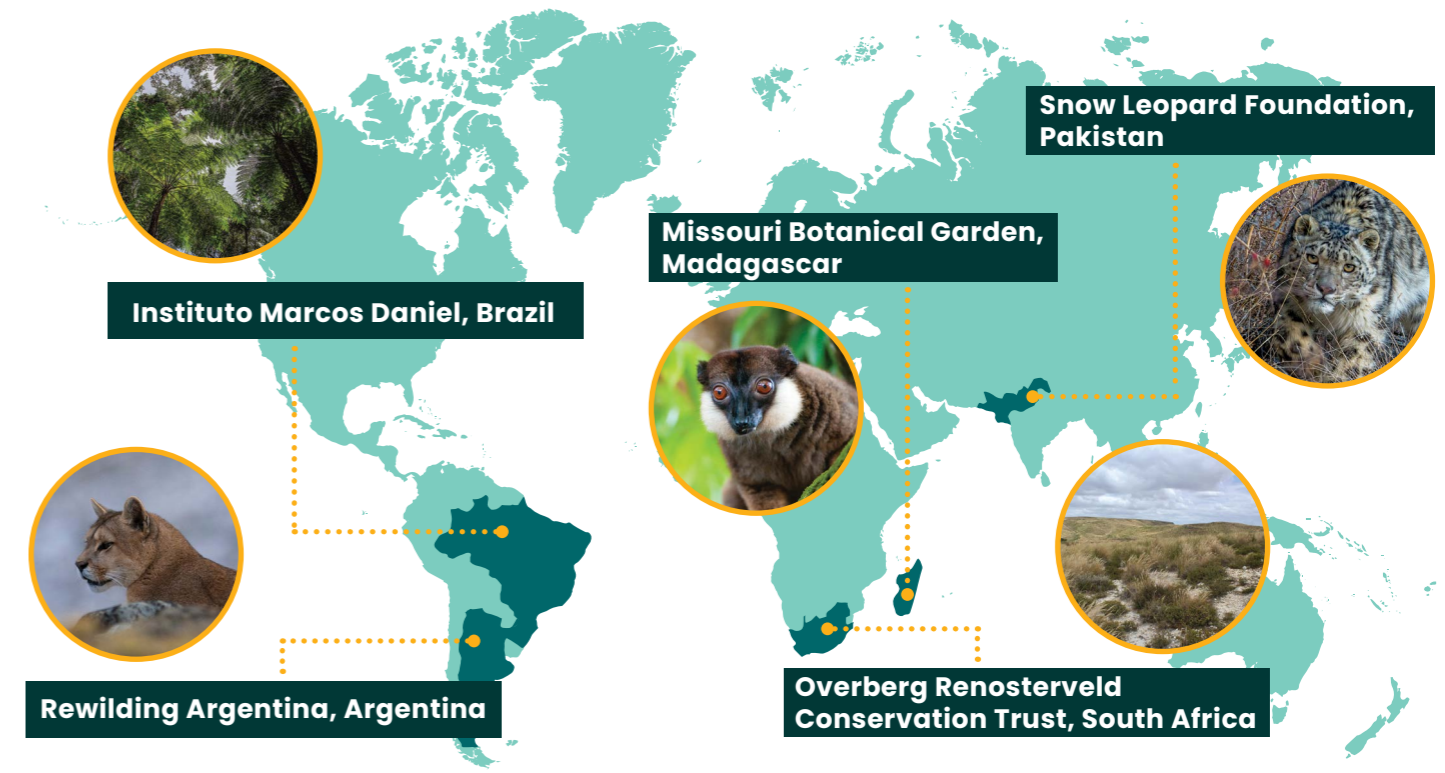 Snow Leopard Foundation,
Pakistan
Missouri Botanical Garden,
Madagascar
Instituto Marcos Daniel, Brazil
Rewilding Argentina, Argentina
Overberg Renosterveld
Conservation Trust, South Africa